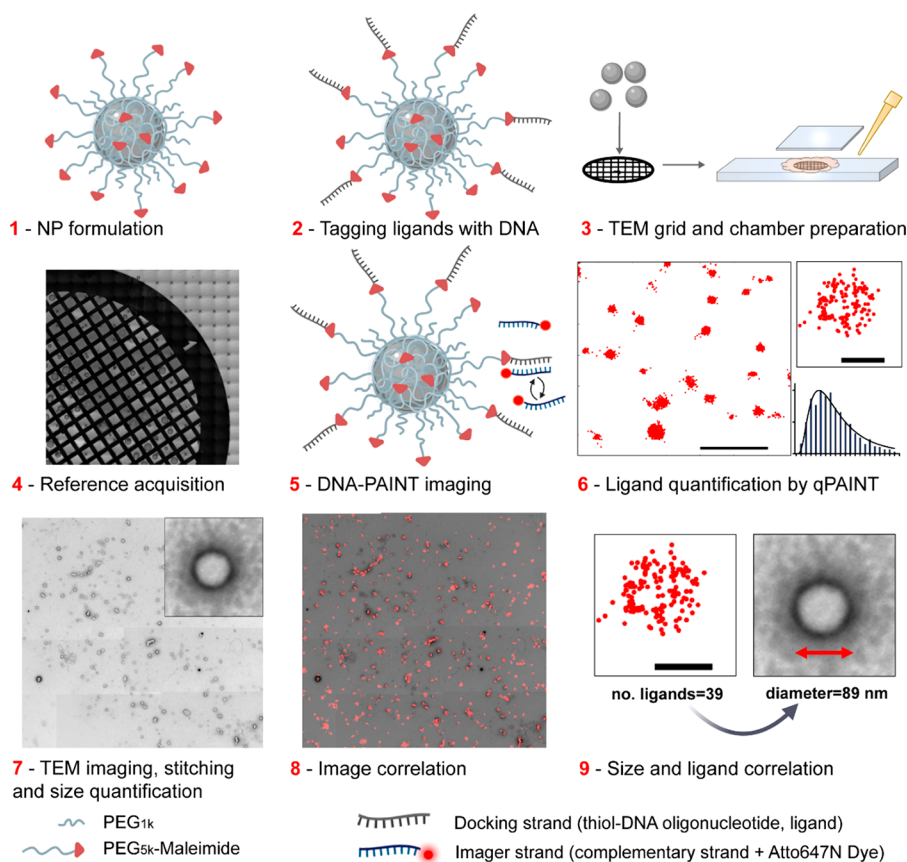 1 - NP formulation
2 - Tagging ligands with DNA
3 - TEM grid and chamber preparation
4 - Reference acquisition
5 - DNA-PAINT imaging
6 - Ligand quantification by qPAINT
no. ligands=39
diameter=89 nm
7 - TEM imaging, stitching
and size quantification
8 - Image correlation
9 - Size and ligand correlation
PEG1k
PEG5k-Maleimide
Docking strand (thiol-DNA oligonucleotide, ligand)
Imager strand (complementary strand + Atto647N Dye)